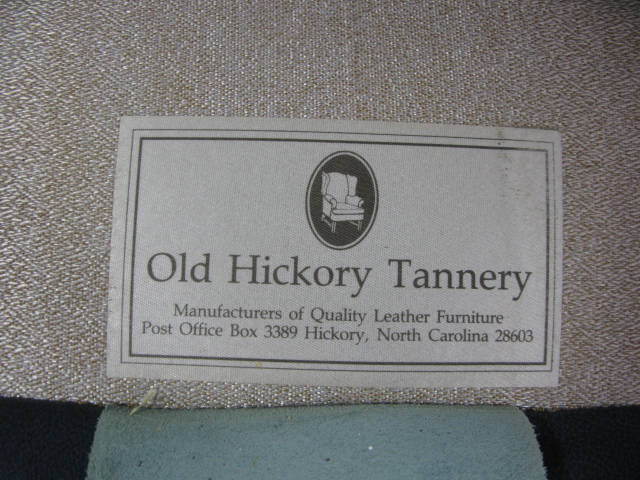 Old Hickory Tannery
Manufacturers of Quality Leather Furniture
Post Office Box 3389 Hickory, North Carolina 28603